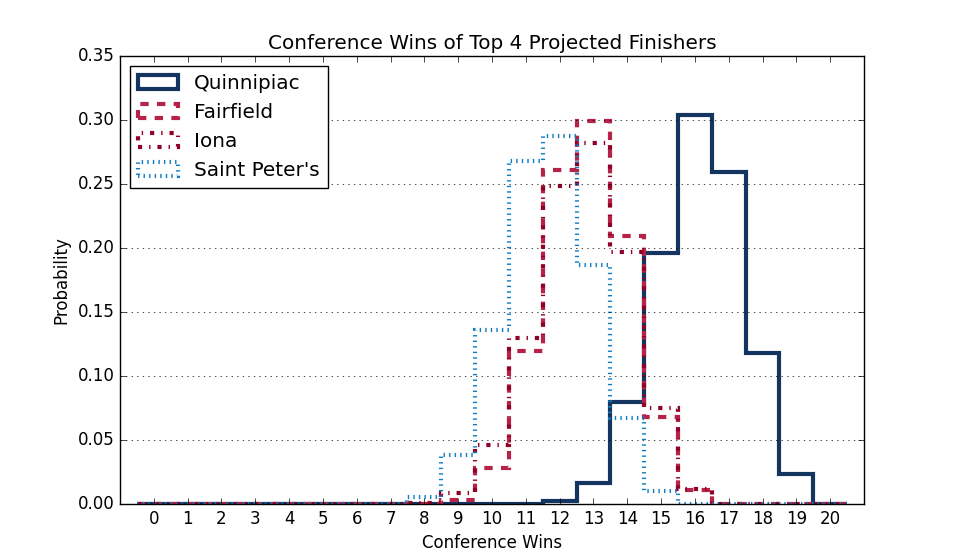 Conference Wins of Top 4 Projected Finishers
Quinnipiac
Fairfield
Iona
Saint Peter's
0.35
0.30
0.25
0.20
0.15
0.10
0.05
0.00
Probability
0 1 2 3 4 5 6 7 8 9 10 11 12 13 14 15 16 17 18 19 20
Conference Wins